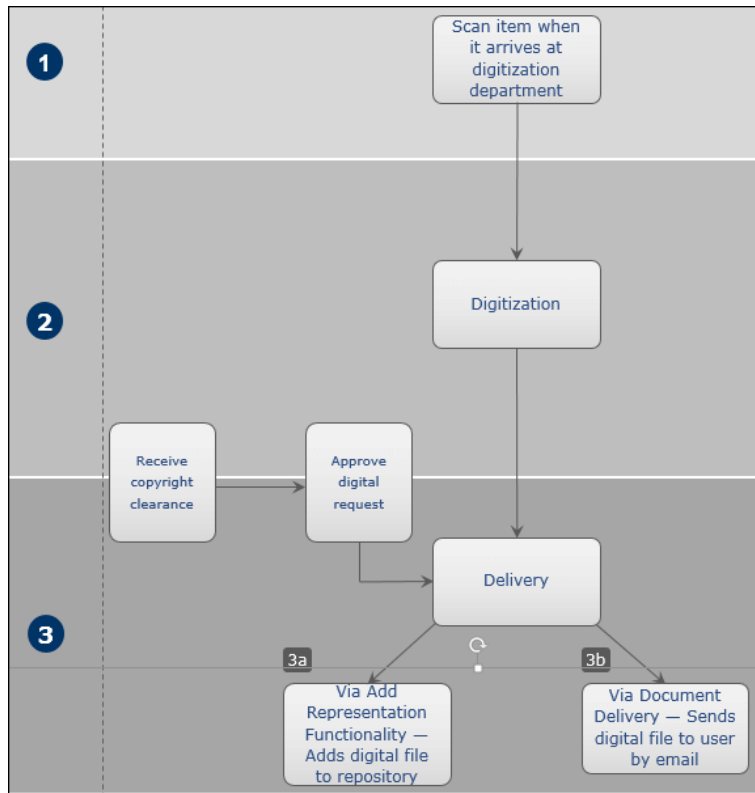 1
Scan item when
it arrives at
digitization
department
2
Digitization
Receive
copyright
clearance
Approve
digital
request
3
Delivery
3a
Via Add
Representation
Functionality —
Adds digital file
to repository
3b
Via Document
Delivery — Sends
digital file to user
by email